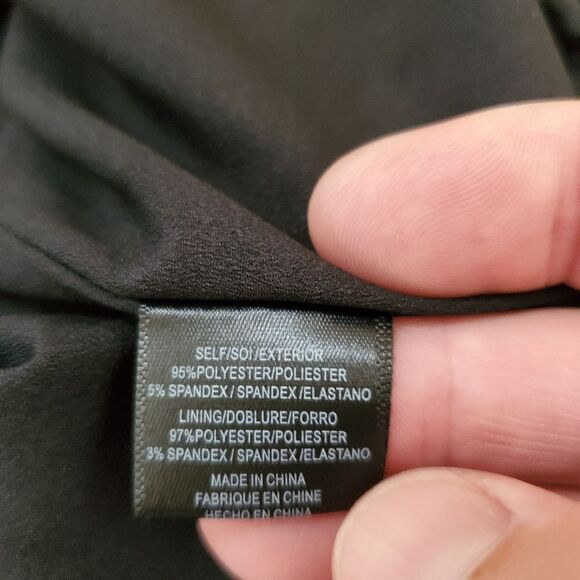 SELF/SOI/EXTERIOR
95%POLYESTER/POLIESTER
5% SPANDEX/SPANDEX/ELASTANO
LINING/DOBLURE/FORRO
97%POLYESTER/POLIESTER
3% SPANDEX/SPANDEX/ELASTANO
MADE IN CHINA
FABRIQUE EN CHINE
HECHO EN CHINA